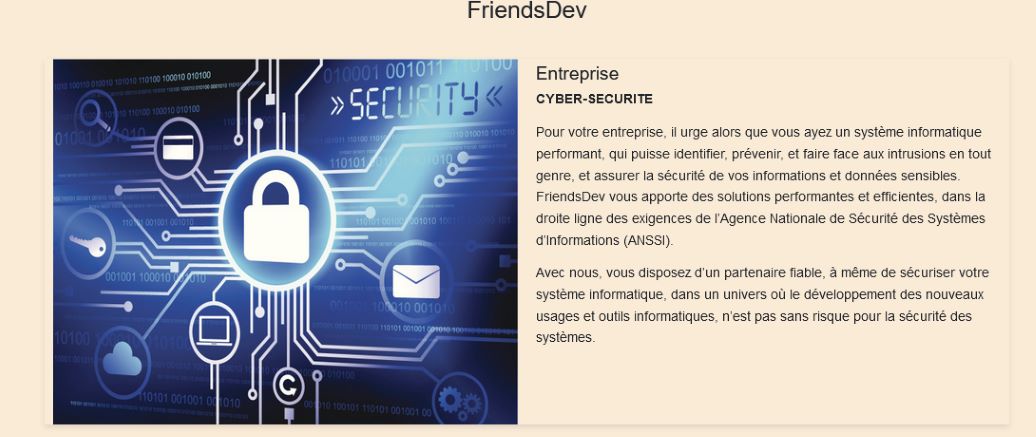 FriendsDev
010001 001011 110100
» SECURITY «
Entreprise
CYBER-SECURITE
Pour votre entreprise, il urge alors que vous ayez un système informatique
performant, qui puisse identifier, prévenir, et faire face aux intrusions en tout
genre, et assurer la sécurité de vos informations et données sensibles.
FriendsDev vous apporte des solutions performantes et efficientes, dans la
droite ligne des exigences de l'Agence Nationale de Sécurité des Systèmes
d'Informations (ANSSI).
Avec nous, vous disposez d'un partenaire fiable, à même de sécuriser votre
système informatique, dans un univers où le développement des nouveaux
usages et outils informatiques, n'est pas sans risque pour la sécurité des
systèmes.